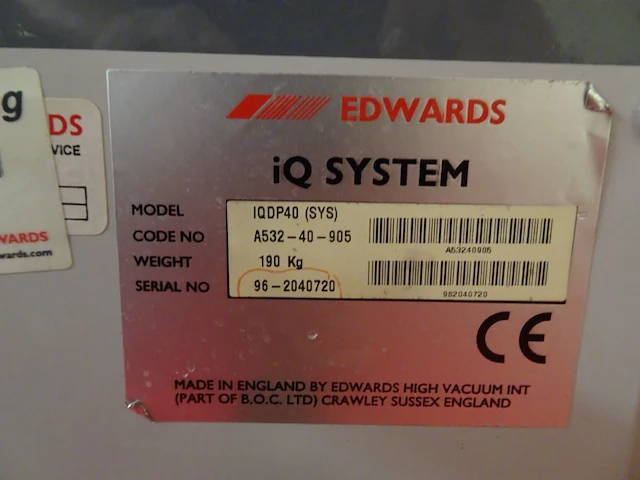 g
DS
VICE
WARDS
wards.com
EDWARDS
iQ SYSTEM
MODEL IQDP40 (SYS)
CODE NO A532-40-905
A53240905
WEIGHT 190 Kg
SERIAL NO 96-2040720
962040720
CE
MADE IN ENGLAND BY EDWARDS HIGH VACUUM INT
(PART OF B.O.C. LTD) CRAWLEY SUSSEX ENGLAND